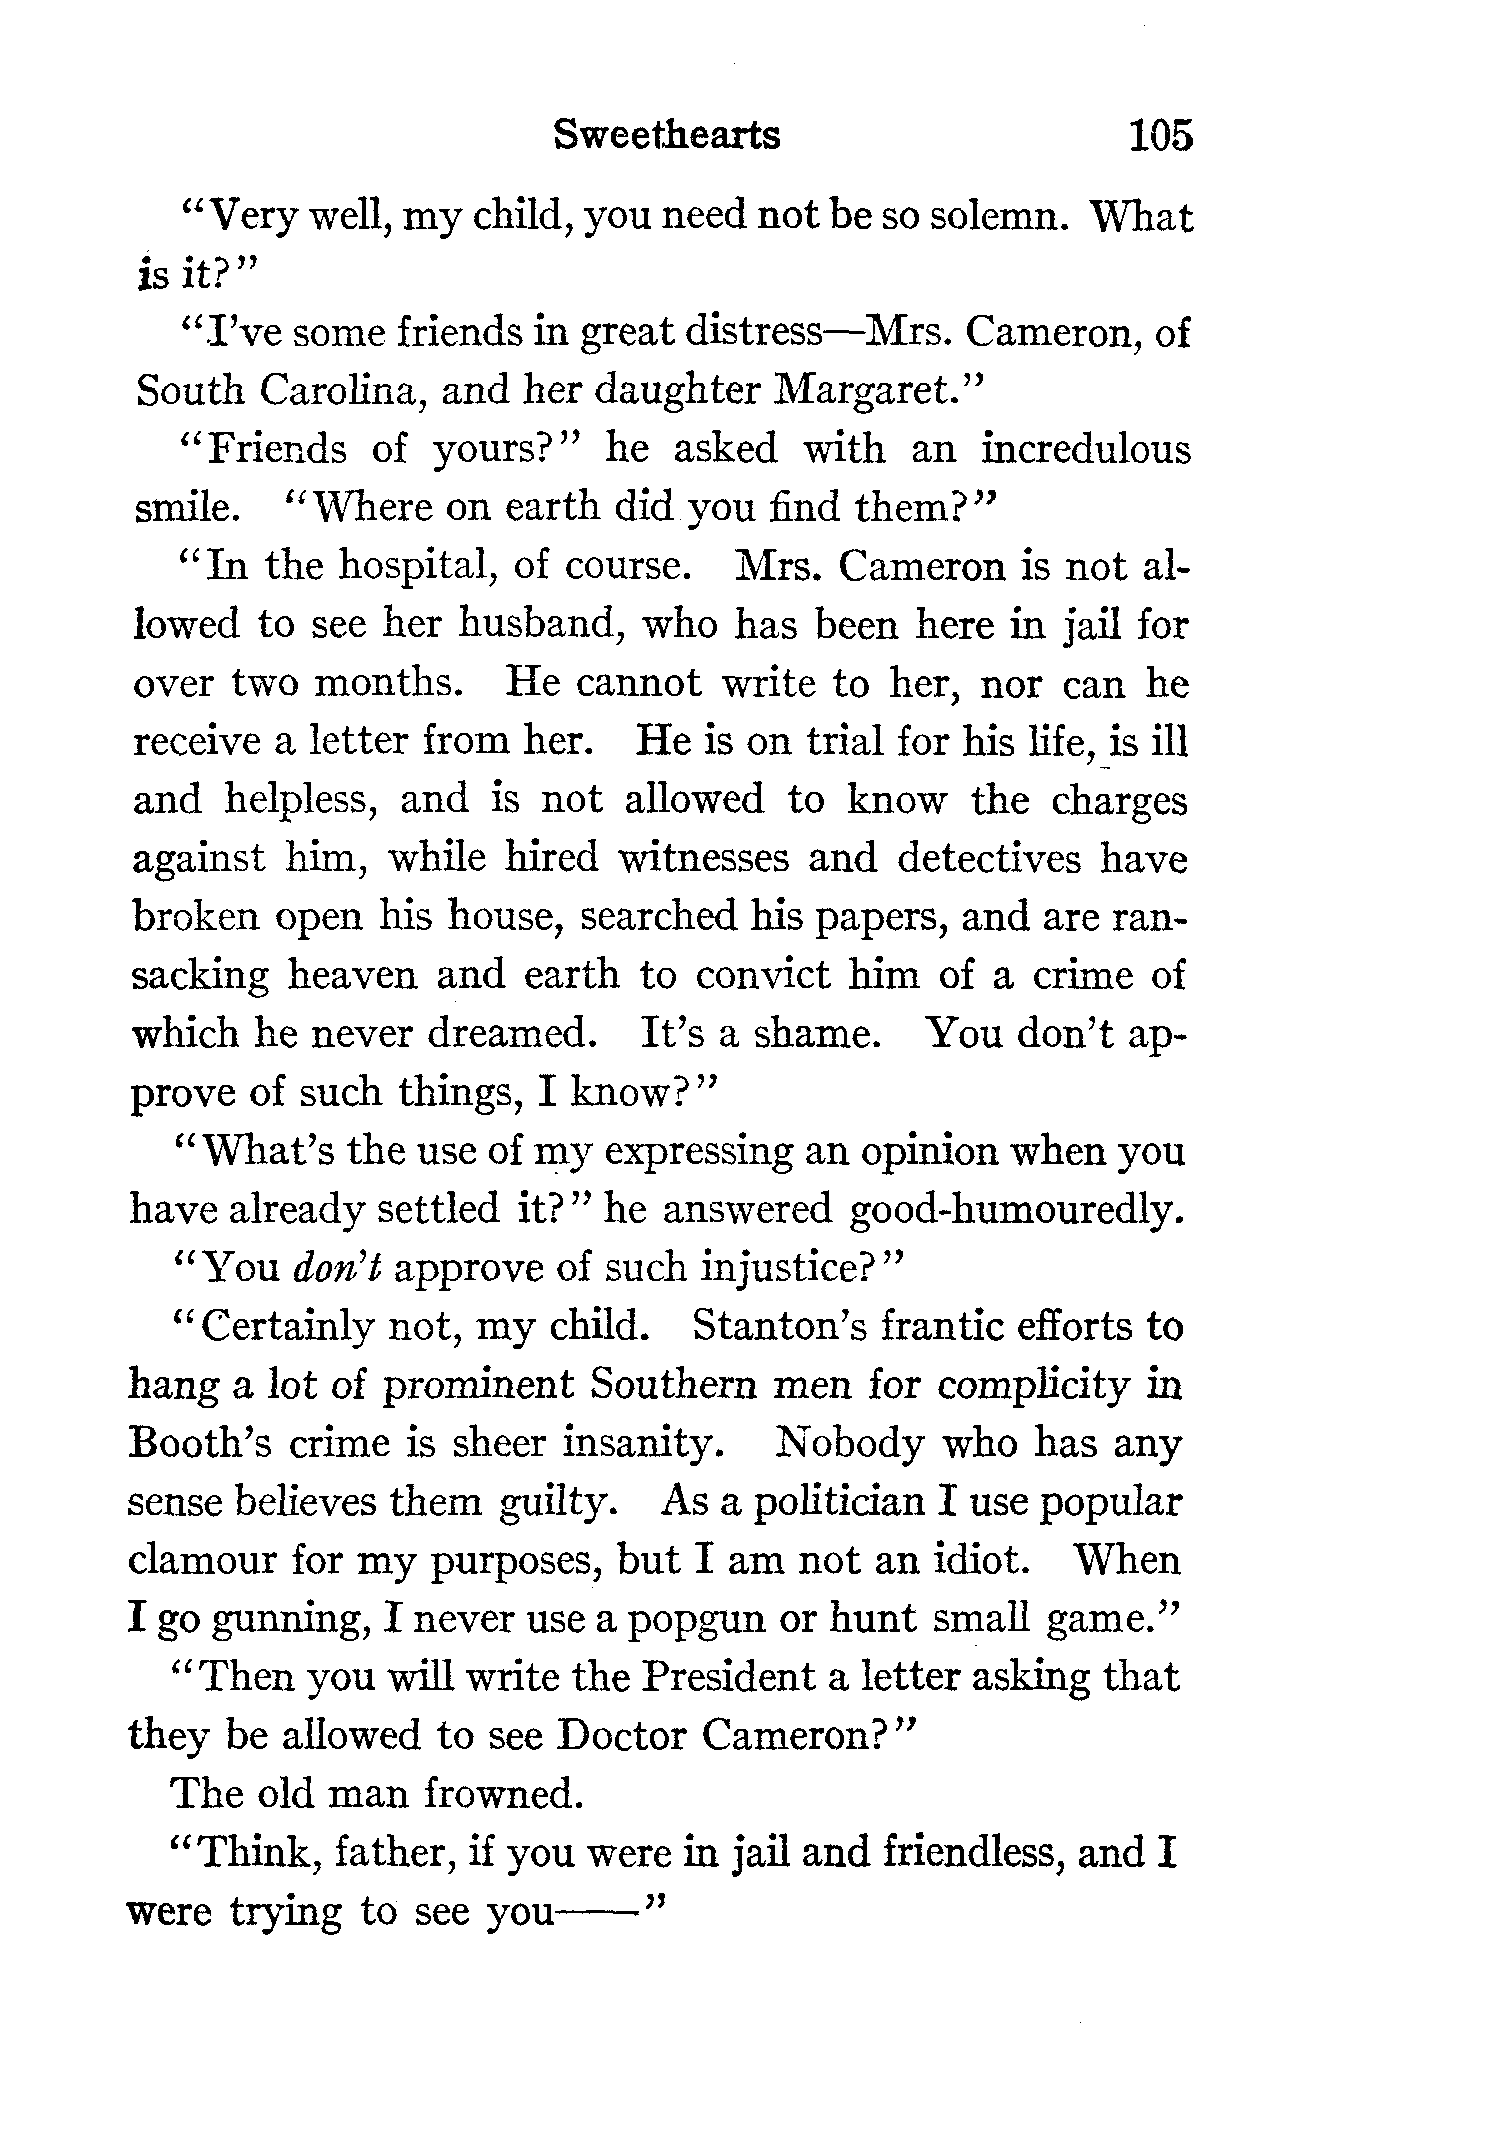 Sweethearts 105
"Very well, my child, you need not be so solemn. What
is it?"
"I've some friends in great distress—Mrs. Cameron, of
South Carolina, and her daughter Margaret."
"Friends of yours?" he asked with an incredulous
smile. "Where on earth did you find them?"
"In the hospital, of course. Mrs. Cameron is not al-
lowed to see her husband, who has been here in jail for
over two months. He cannot write to her, nor can he
receive a letter from her. He is on trial for his life, is ill
and helpless, and is not allowed to know the charges
against him, while hired witnesses and detectives have
broken open his house, searched his papers, and are ran-
sacking heaven and earth to convict him of a crime of
which he never dreamed. It's a shame. You don't ap-
prove of such things, I know?"
"What's the use of my expressing an opinion when you
have already settled it?" he answered good-humouredly.
"You don't approve of such injustice?"
"Certainly not, my child. Stanton's frantic efforts to
hang a lot of prominent Southern men for complicity in
Booth's crime is sheer insanity. Nobody who has any
sense believes them guilty. As a politician I use popular
clamour for my purposes, but I am not an idiot. When
I go gunning, I never use a popgun or hunt small game."
"Then you will write the President a letter asking that
they be allowed to see Doctor Cameron?"
The old man frowned.
"Think, father, if you were in jail and friendless, and I
were trying to see you——"